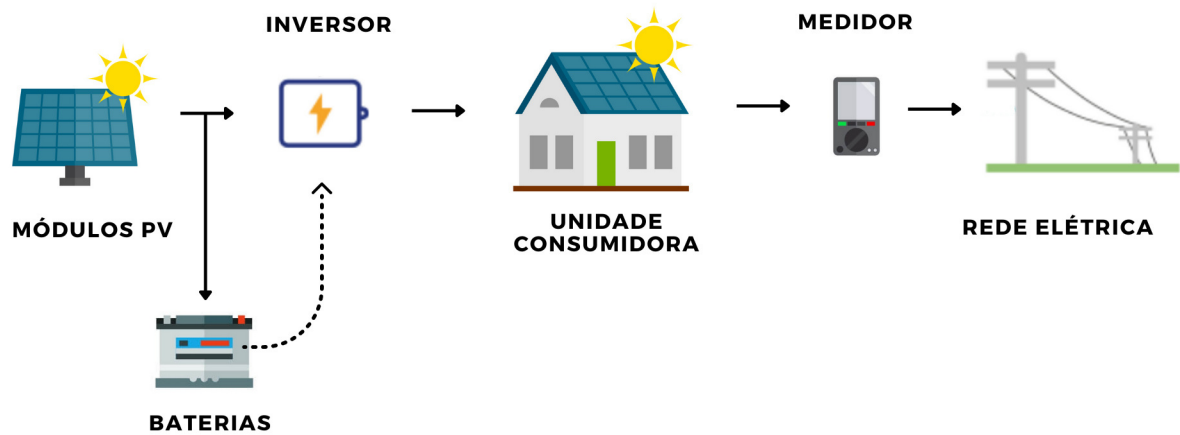 INVERSOR
MEDIDOR
MÓDULOS PV
UNIDADE
CONSUMIDORA
REDE ELÉTRICA
BATERIAS